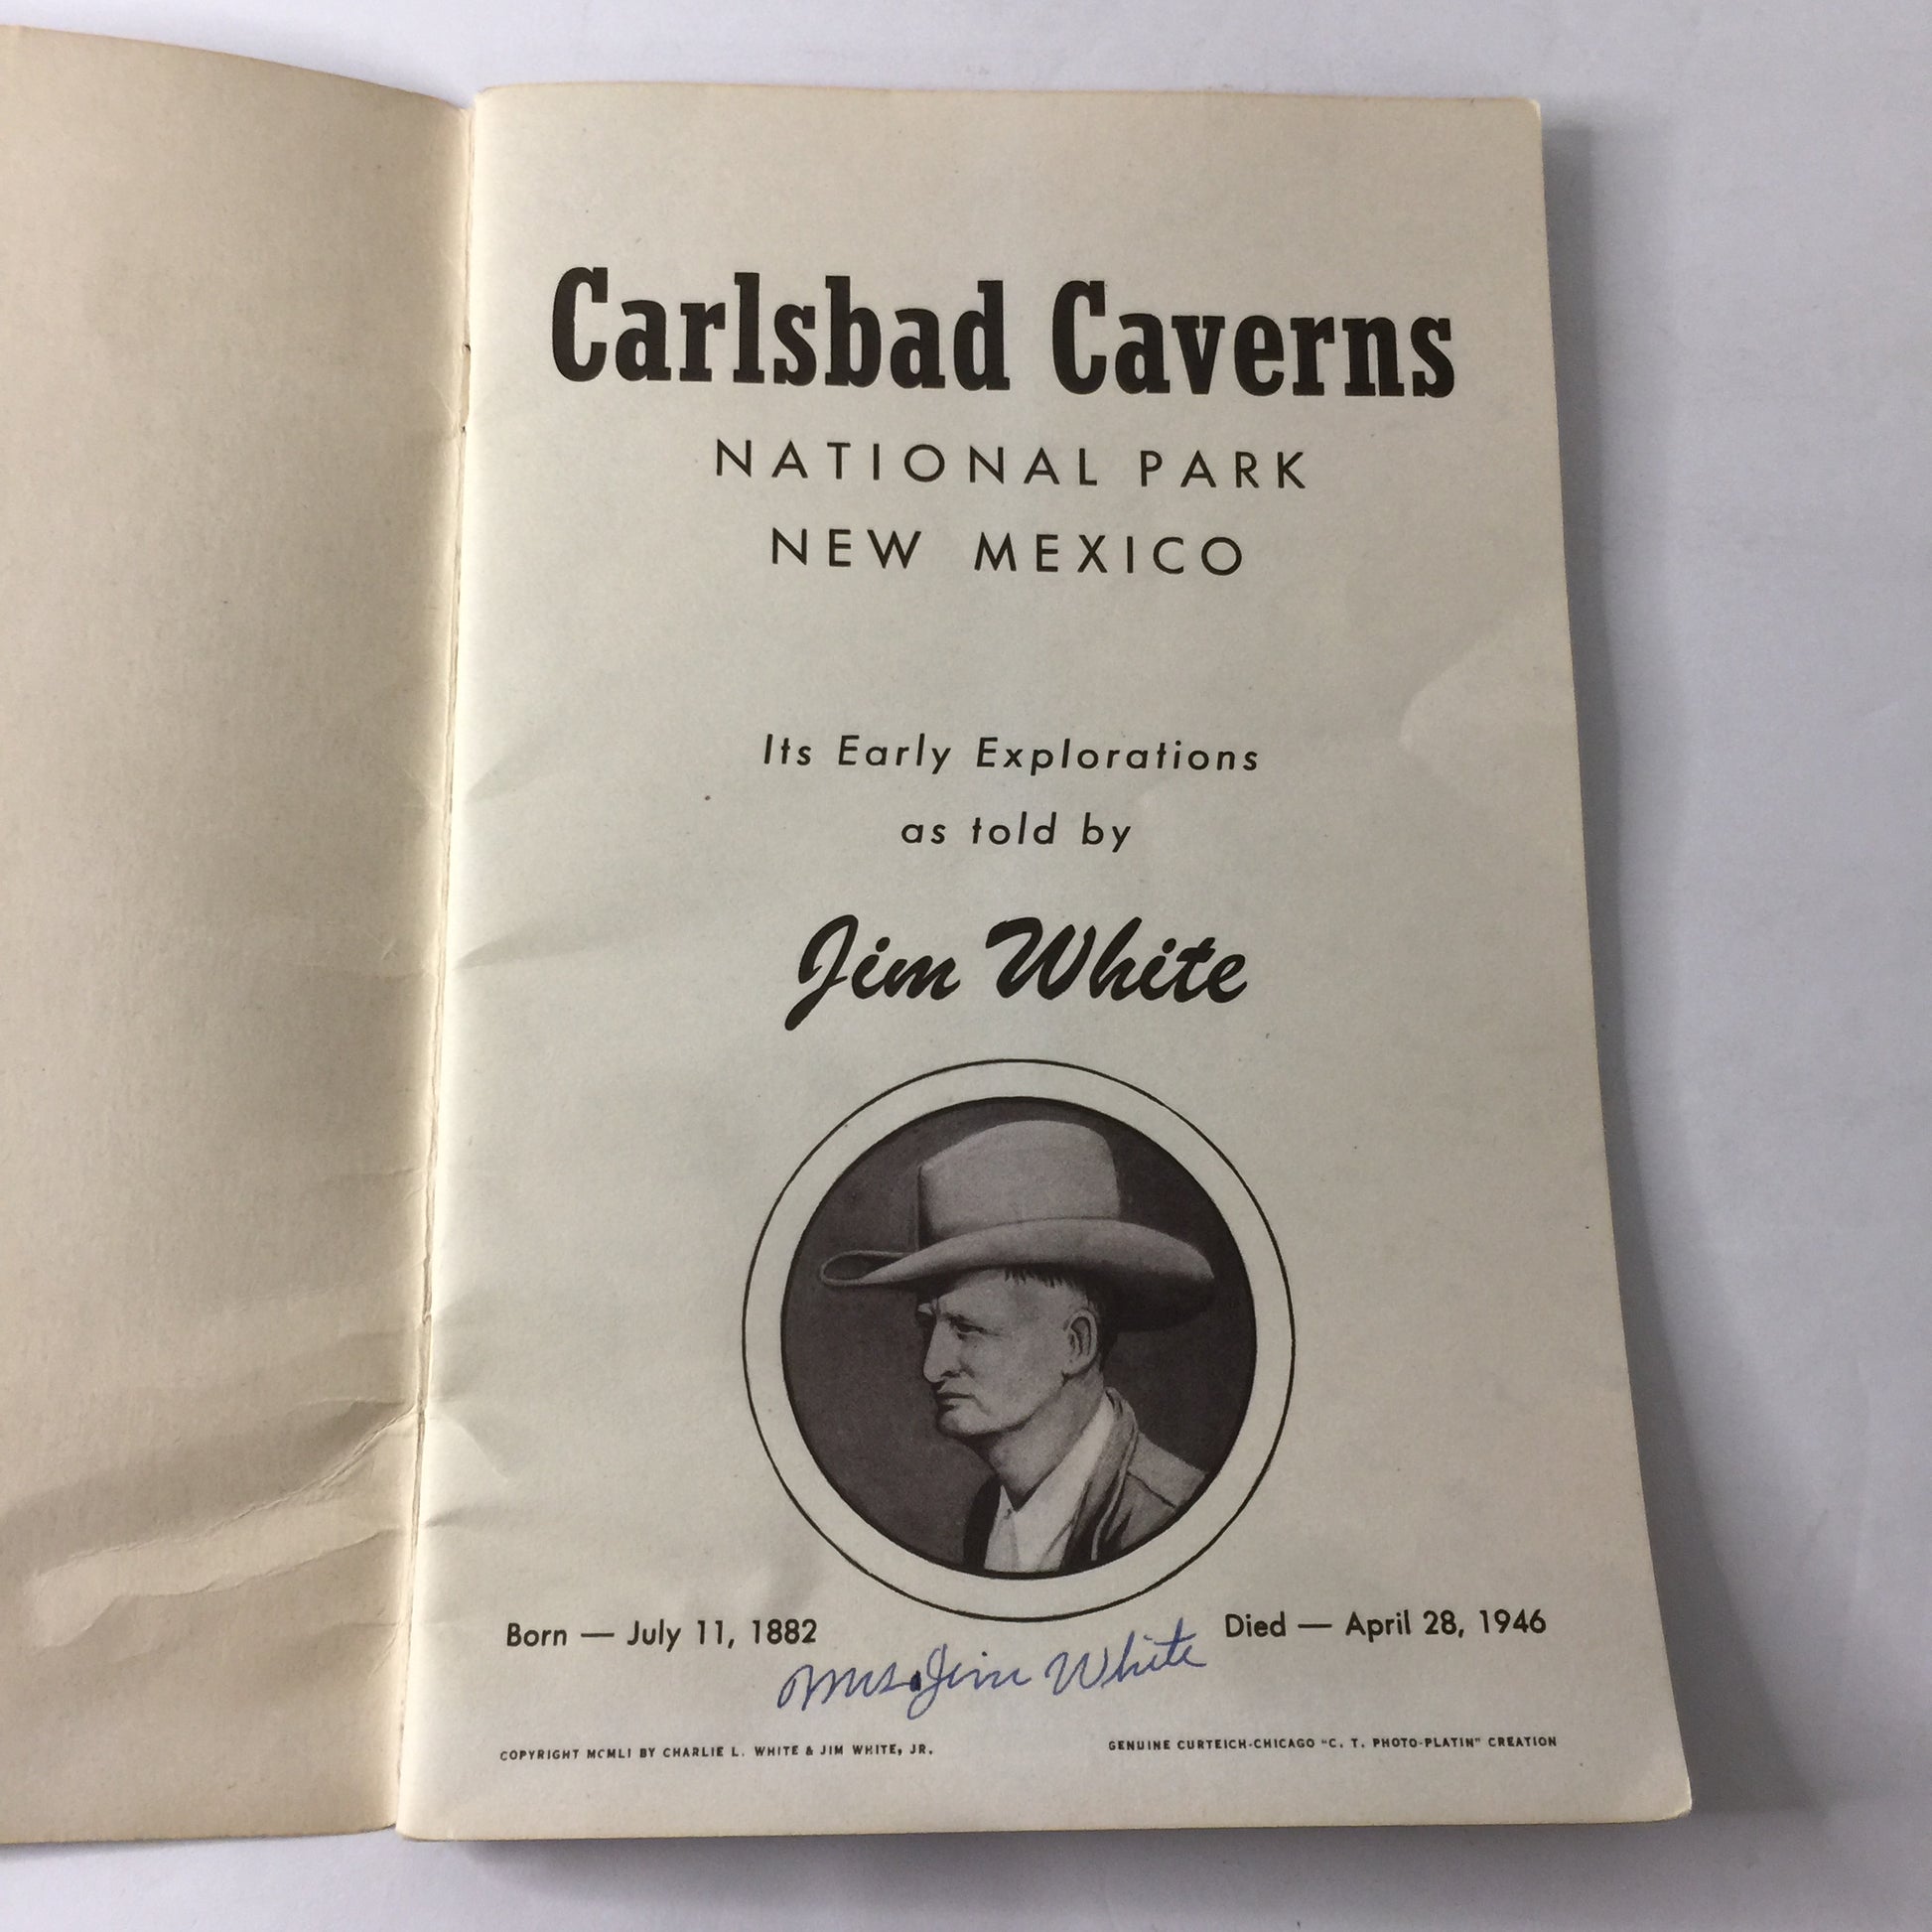 Carlsbad Caverns
NATIONAL PARK
NEW MEXICO
Its Early Explorations
as told by
Jim White
Born — July 11, 1882
Died — April 28, 1946
Mrs. Jim White
COPYRIGHT MCMLI BY CHARLIE L. WHITE & JIM WHITE, JR.
GENUINE CURTEICH-CHICAGO "C. T. PHOTO-PLATIN" CREATION